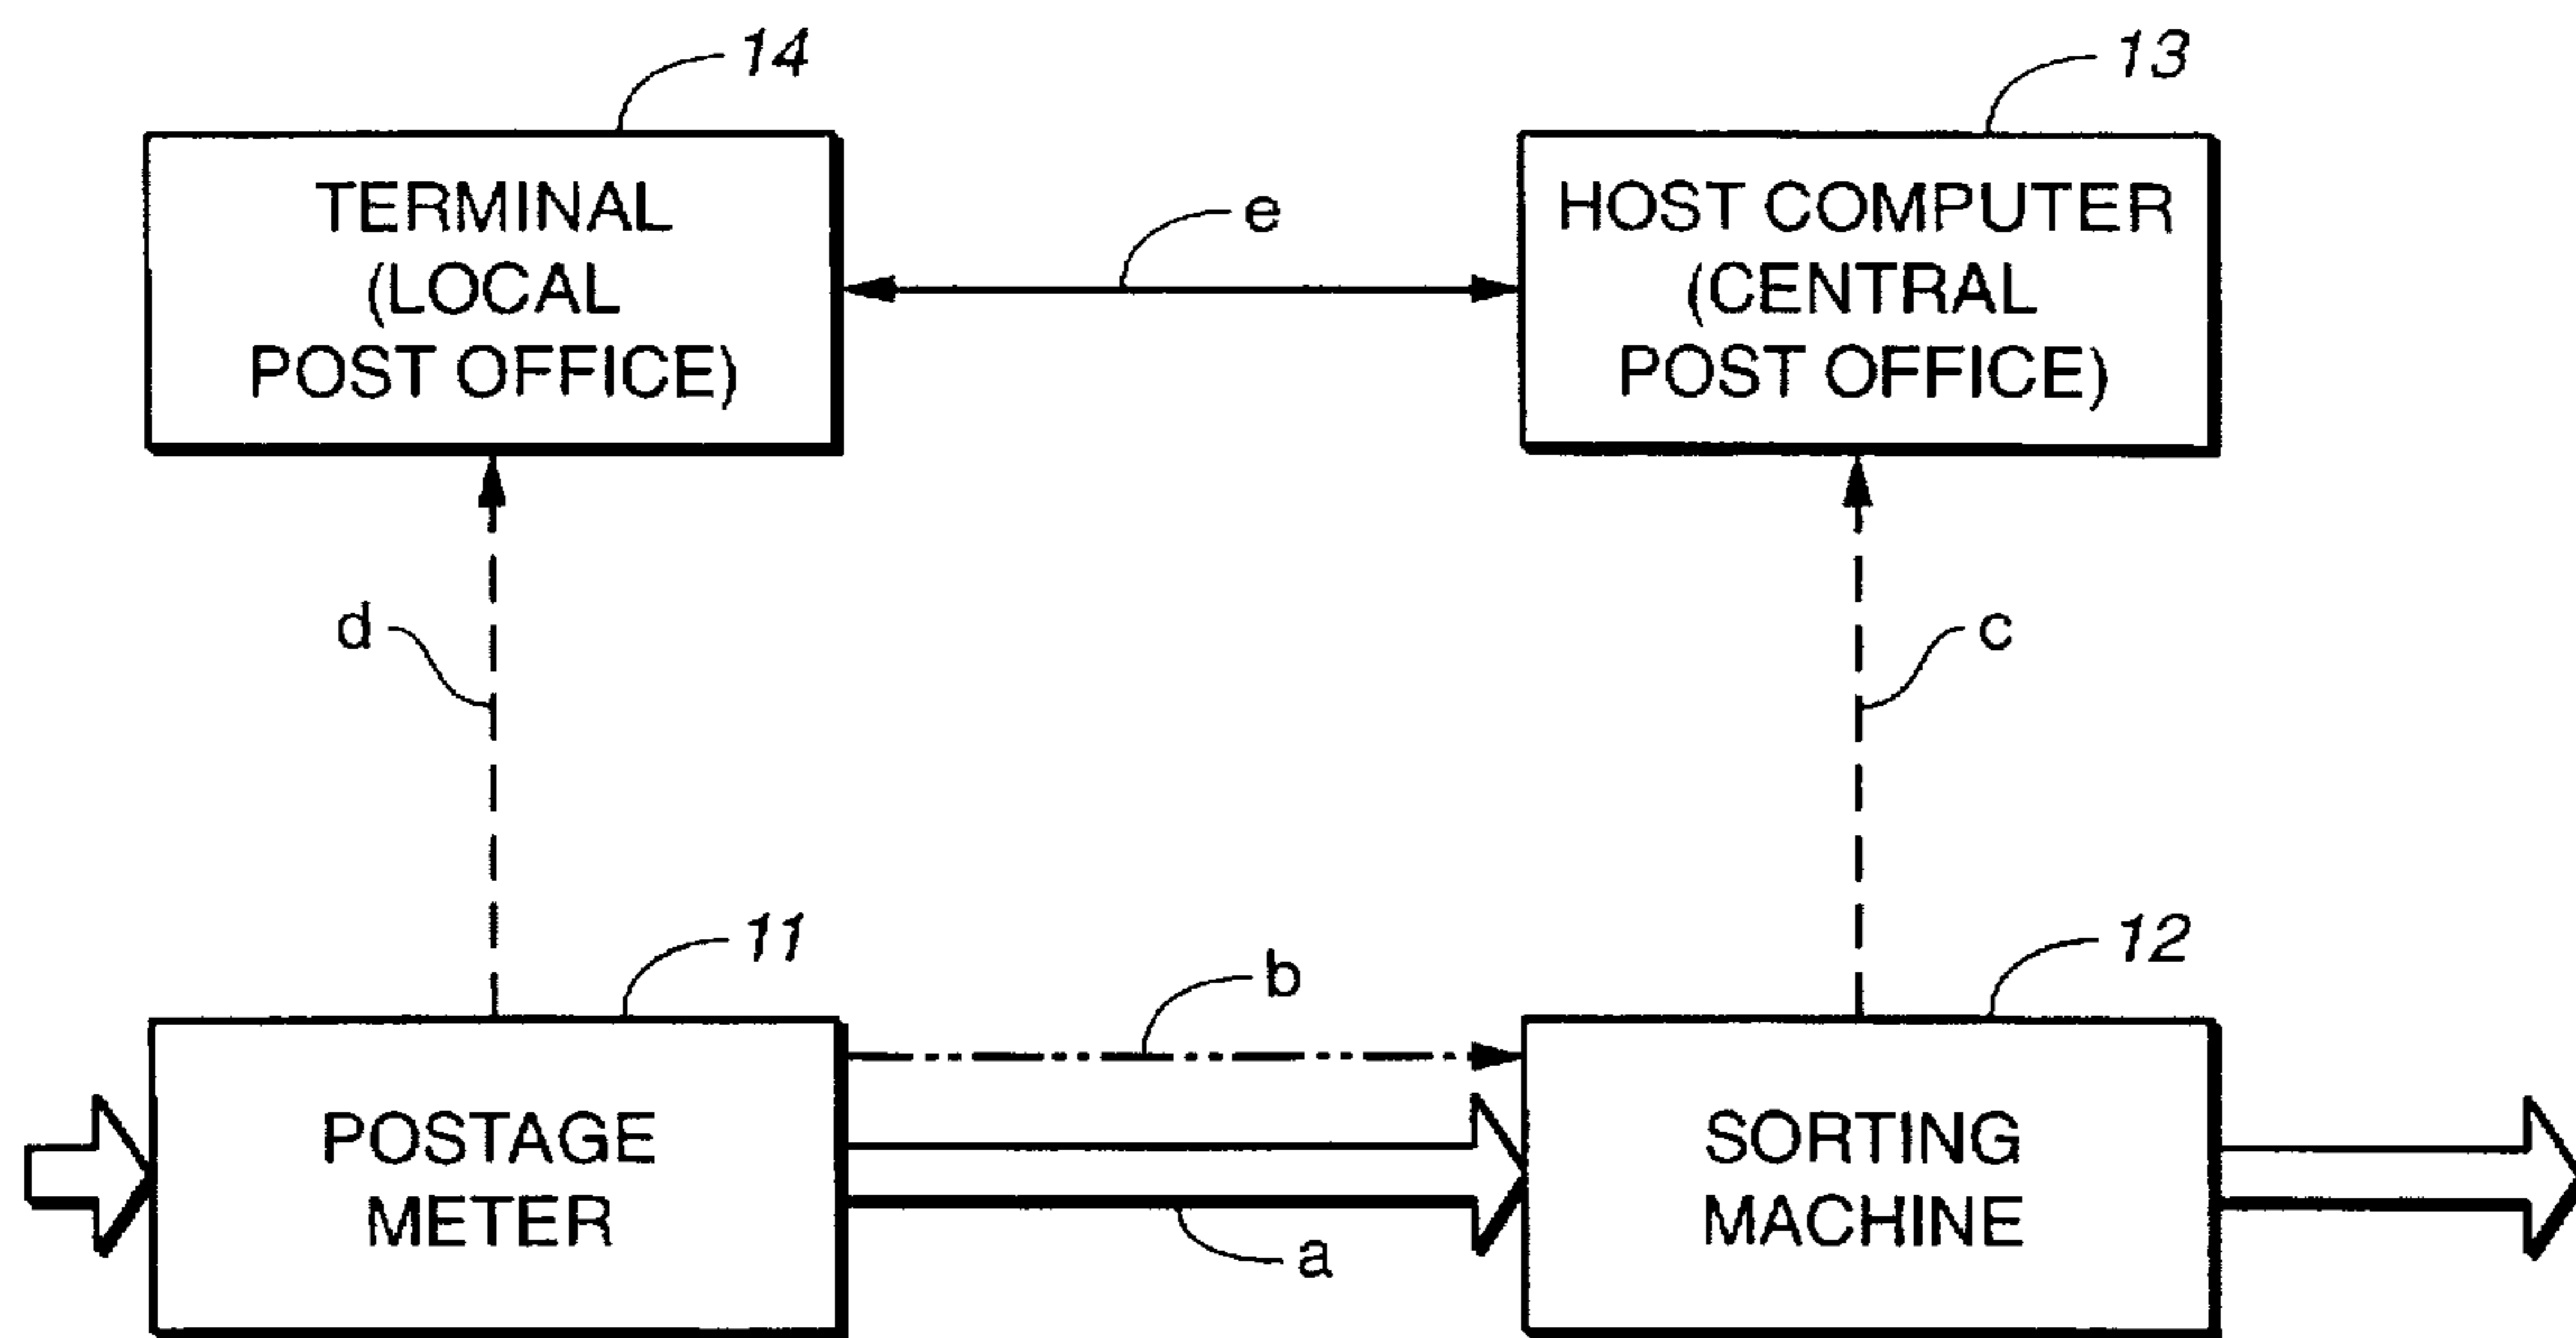 14
13
TERMINAL
(LOCAL
POST OFFICE)
e
HOST COMPUTER
(CENTRAL
POST OFFICE)
d
c
11
12
b
POSTAGE
METER
SORTING
MACHINE
a